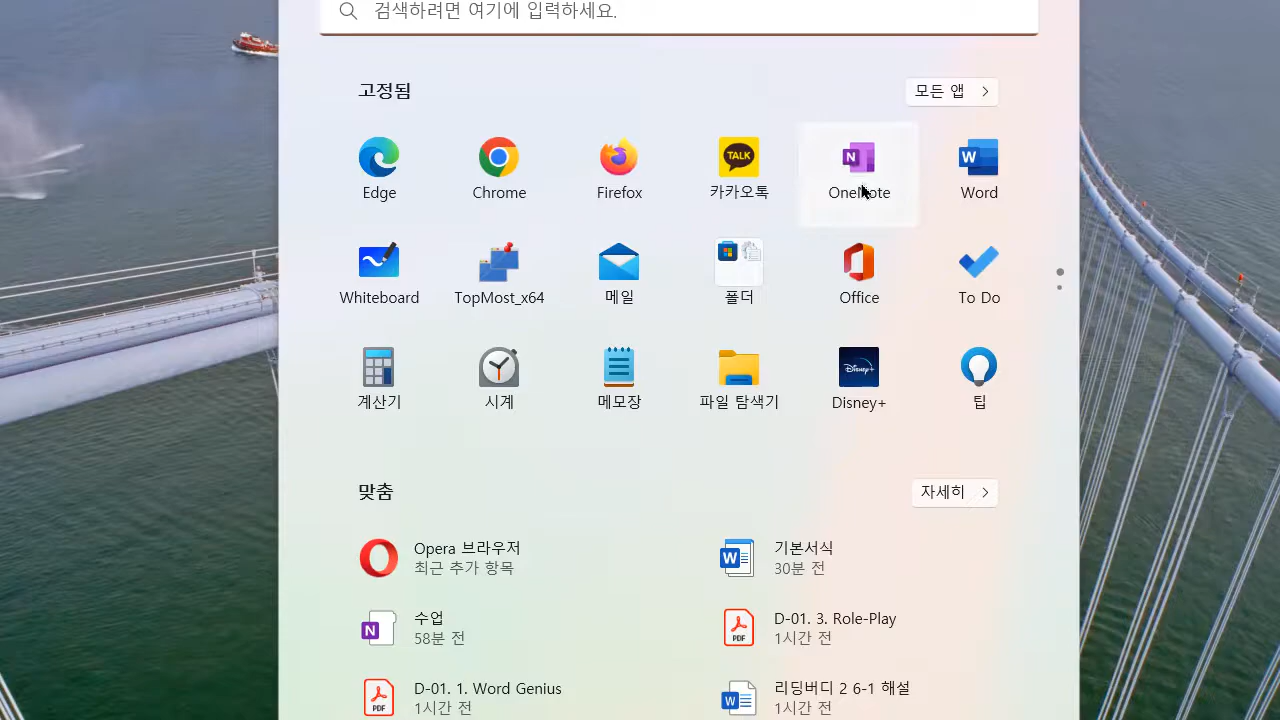 검색하려면 여기에 입력하세요.
고정됨
모든 앱
Edge
Chrome
Firefox
TALK
카카오톡
N
OneNote
W
Word
Whiteboard
TopMost_x64
메일
폴더
Office
To Do
계산기
시계
메모장
파일 탐색기
Disney+
Disney+
팁
맞춤
자세히
Opera 브라우저
최근 추가 항목
W
기본서식
30분 전
N
수업
58분 전
PDF
D-01. 3. Role-Play
1시간 전
PDF
D-01. 1. Word Genius
1시간 전
W
리딩버디 2 6-1 해설
1시간 전